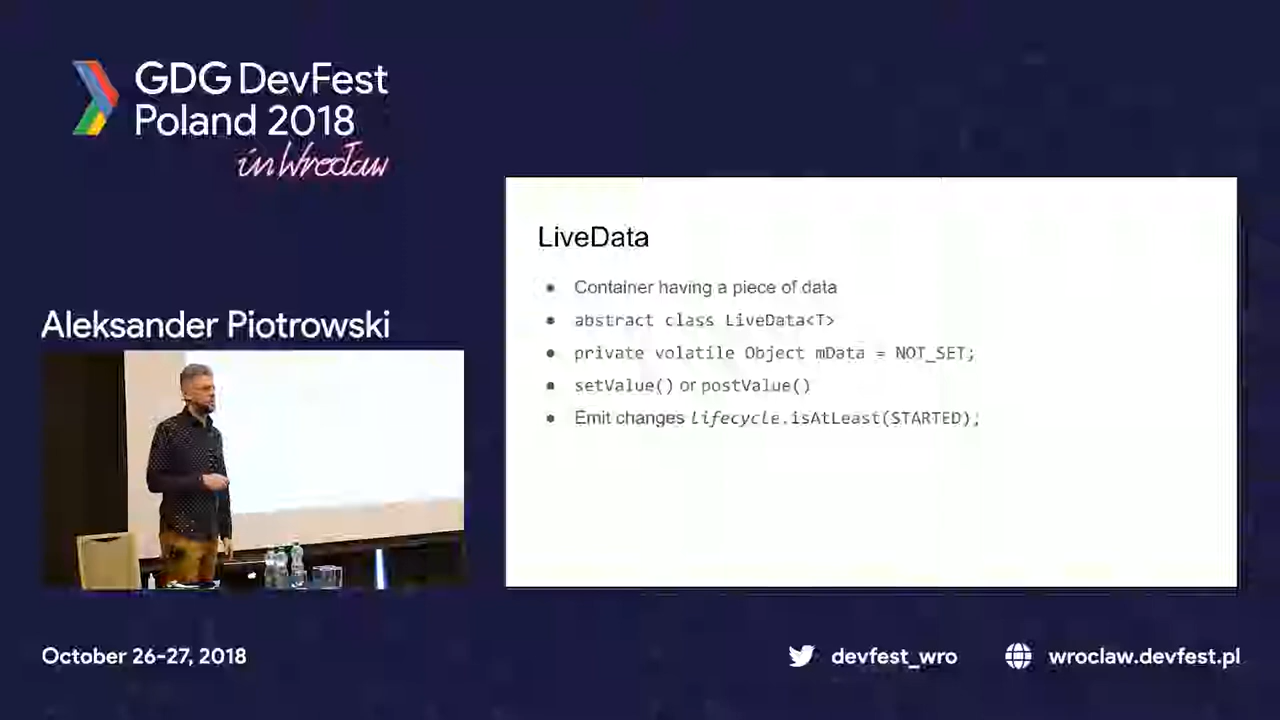 GDG DevFest
Poland 2018
in Wrocław
Aleksander Piotrowski
LiveData
• Container having a piece of data
• abstract class LiveData<T>
• private volatile Object mData = NOT_SET;
• setValue() or postValue()
• Emit changes lifecycle.isAtLeast(STARTED);
October 26-27, 2018
devfest_wro
wroclaw.devfest.pl